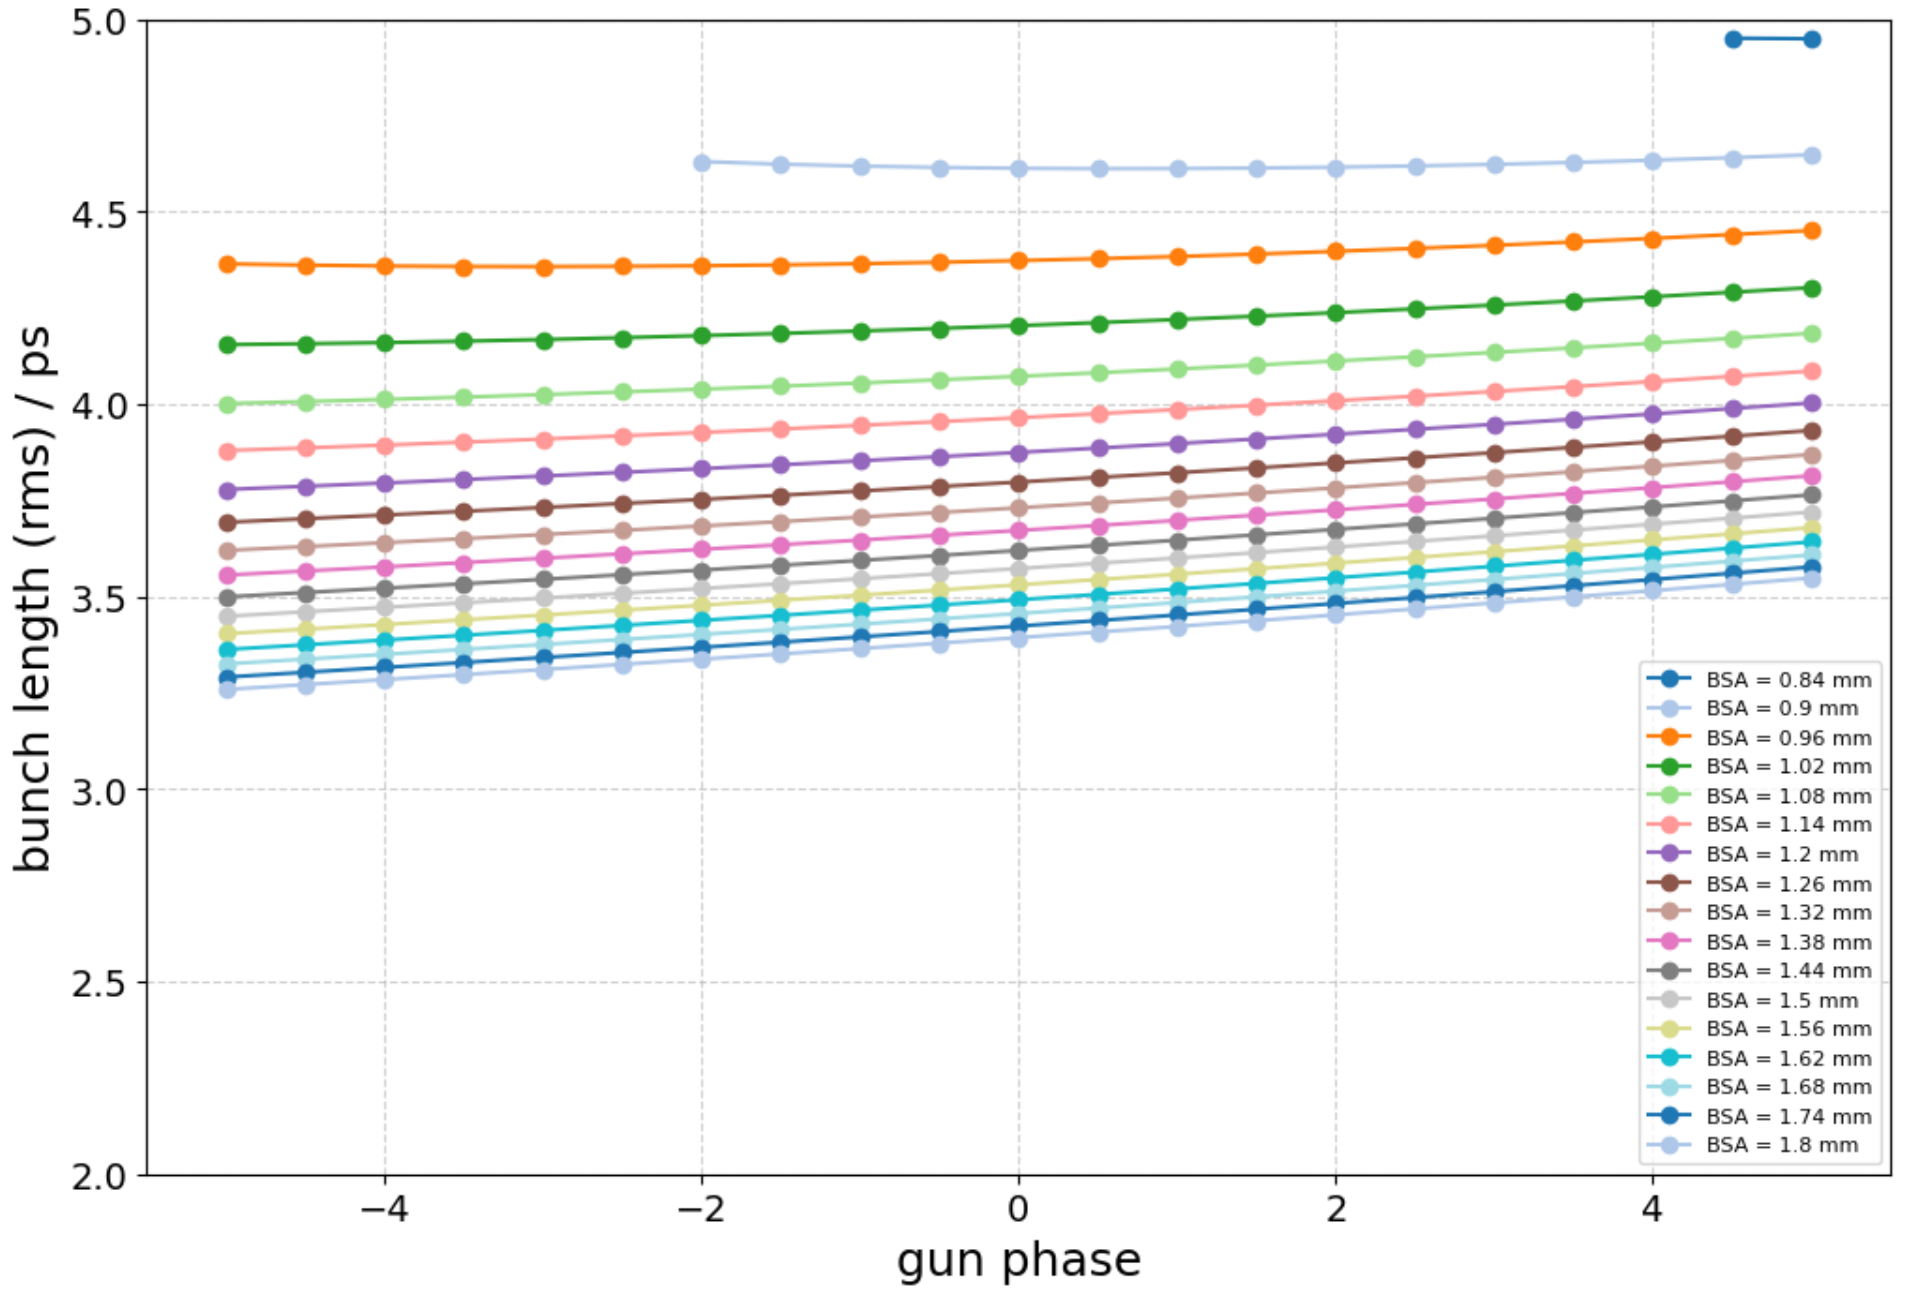 5.0
4.5
4.0
3.5
3.0
2.5
2.0
bunch length (rms) / ps
−4
−2
0
2
4
gun phase
BSA = 0.84 mm
BSA = 0.9 mm
BSA = 0.96 mm
BSA = 1.02 mm
BSA = 1.08 mm
BSA = 1.14 mm
BSA = 1.2 mm
BSA = 1.26 mm
BSA = 1.32 mm
BSA = 1.38 mm
BSA = 1.44 mm
BSA = 1.5 mm
BSA = 1.56 mm
BSA = 1.62 mm
BSA = 1.68 mm
BSA = 1.74 mm
BSA = 1.8 mm